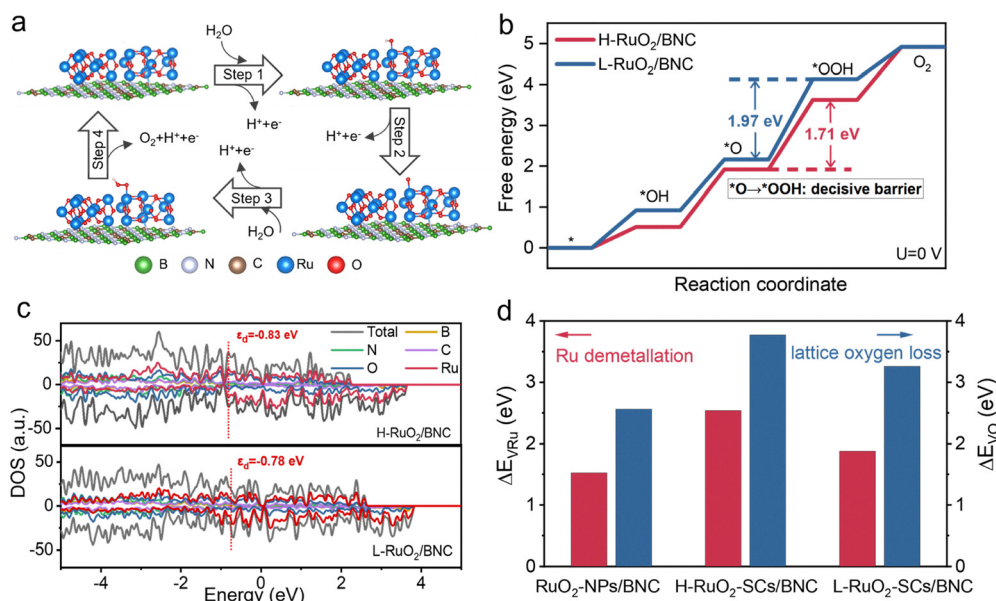 a
H₂O
Step 1
H⁺+e⁻
Step 2
H⁺+e⁻
H₂O
Step 3
H⁺+e⁻
Step 4
O₂+H⁺+e⁻
B
N
C
Ru
O
b
H-RuO₂/BNC
L-RuO₂/BNC
Free energy (eV)
5
4
3
2
1
0
*
*OH
*O
*OOH
O₂
1.97 eV
1.71 eV
*O→*OOH: decisive barrier
U=0 V
Reaction coordinate
c
DOS (a.u.)
50
0
-50
εd=-0.83 eV
Total
B
N
C
O
Ru
H-RuO₂/BNC
50
0
-50
εd=-0.78 eV
L-RuO₂/BNC
-4
-2
0
2
4
Energy (eV)
d
Ru demetallation
lattice oxygen loss
ΔE_VRu (eV)
4
3
2
1
0
ΔE_VO (eV)
4
3
2
1
0
RuO₂-NPs/BNC
H-RuO₂-SCs/BNC
L-RuO₂-SCs/BNC